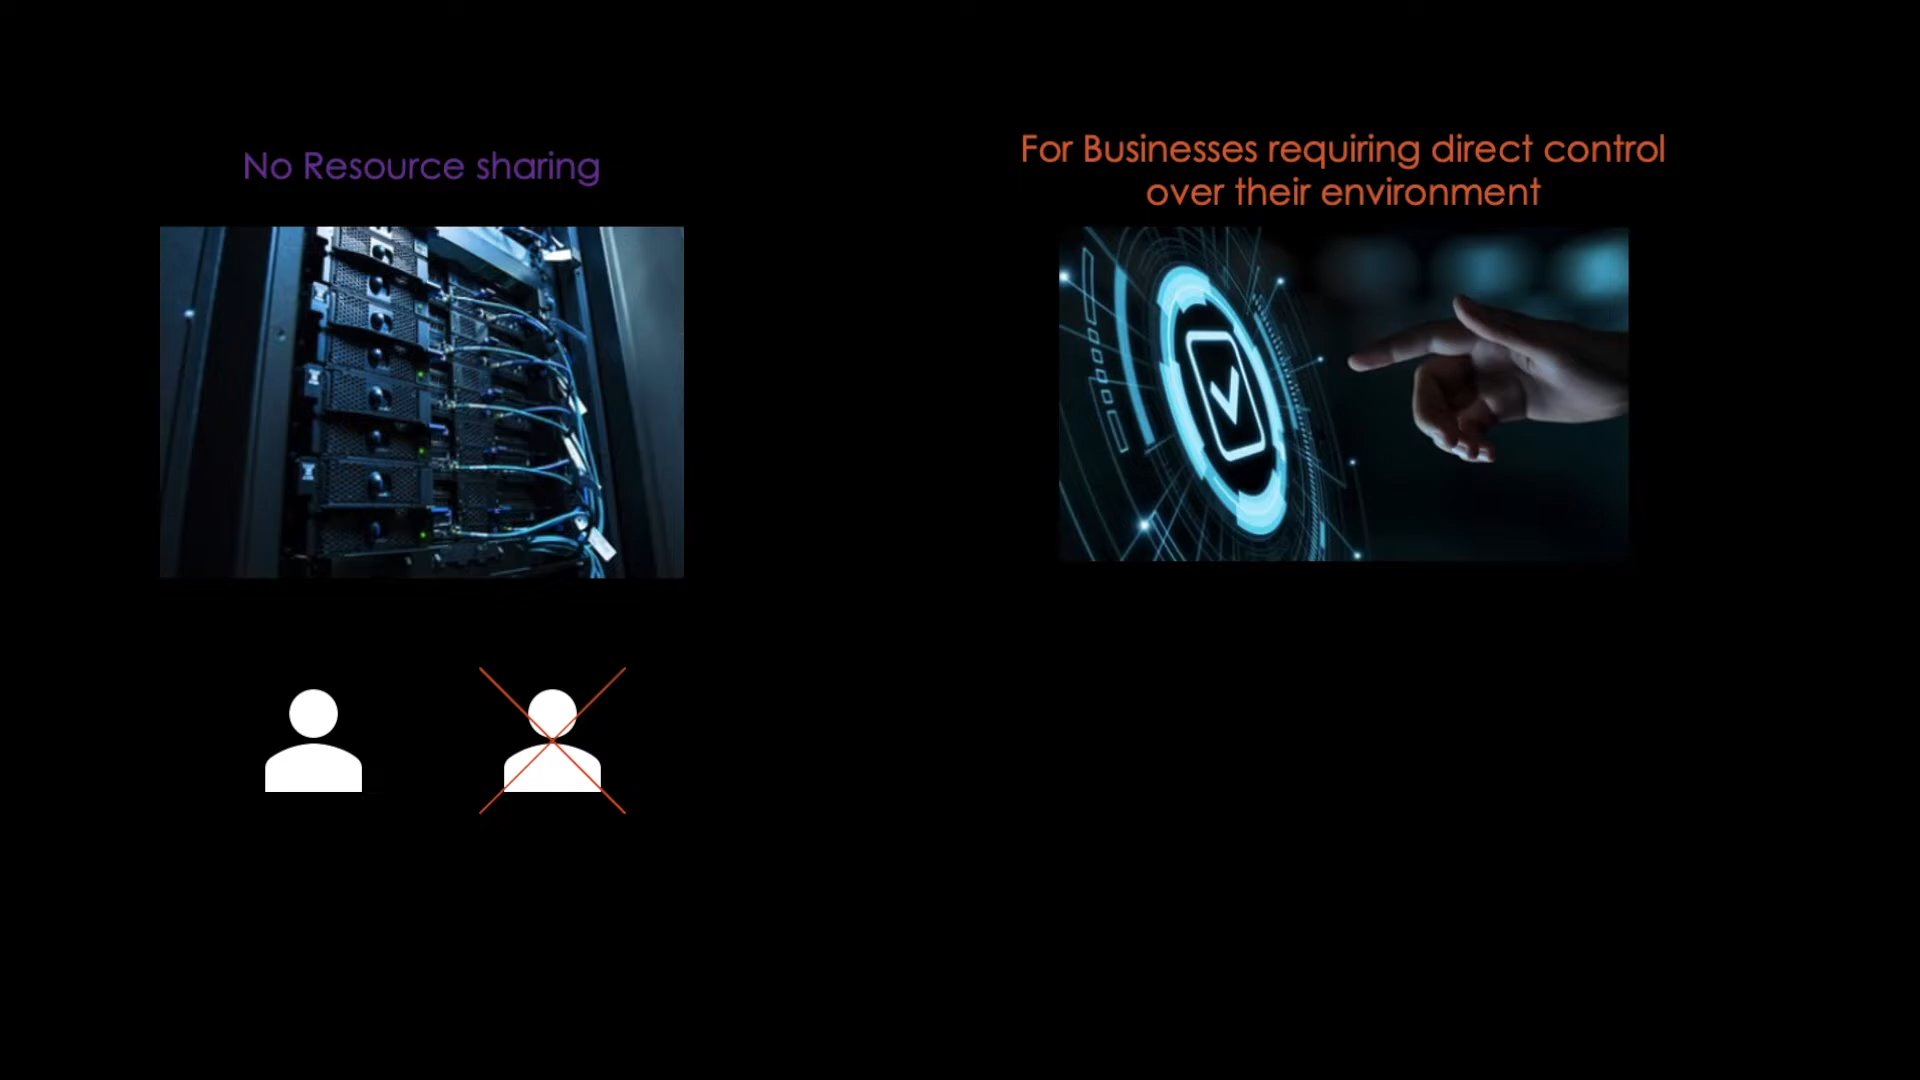 No Resource sharing
For Businesses requiring direct control
over their environment